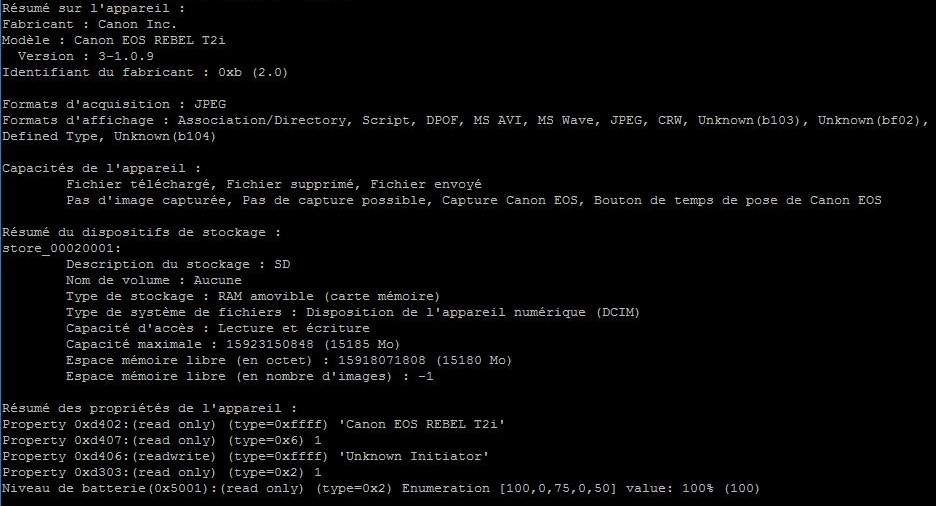 Résumé sur l'appareil :
Fabricant : Canon Inc.
Modèle : Canon EOS REBEL T2i
  Version : 3-1.0.9
Identifiant du fabricant : 0xb (2.0)

Formats d'acquisition : JPEG
Formats d'affichage : Association/Directory, Script, DPOF, MS AVI, MS Wave, JPEG, CRW, Unknown(b103), Unknown(bf02),
Defined Type, Unknown(b104)

Capacités de l'appareil :
        Fichier téléchargé, Fichier supprimé, Fichier envoyé
        Pas d'image capturée, Pas de capture possible, Capture Canon EOS, Bouton de temps de pose de Canon EOS

Résumé du dispositifs de stockage :
store_00020001:
        Description du stockage : SD
        Nom de volume : Aucune
        Type de stockage : RAM amovible (carte mémoire)
        Type de système de fichiers : Disposition de l'appareil numérique (DCIM)
        Capacité d'accès : Lecture et écriture
        Capacité maximale : 15923150848 (15185 Mo)
        Espace mémoire libre (en octet) : 15918071808 (15180 Mo)
        Espace mémoire libre (en nombre d'images) : -1

Résumé des propriétés de l'appareil :
Property 0xd402:(read only) (type=0xffff) 'Canon EOS REBEL T2i'
Property 0xd407:(read only) (type=0x6) 1
Property 0xd406:(readwrite) (type=0xffff) 'Unknown Initiator'
Property 0xd303:(read only) (type=0x2) 1
Niveau de batterie(0x5001):(read only) (type=0x2) Enumeration [100,0,75,0,50] value: 100% (100)